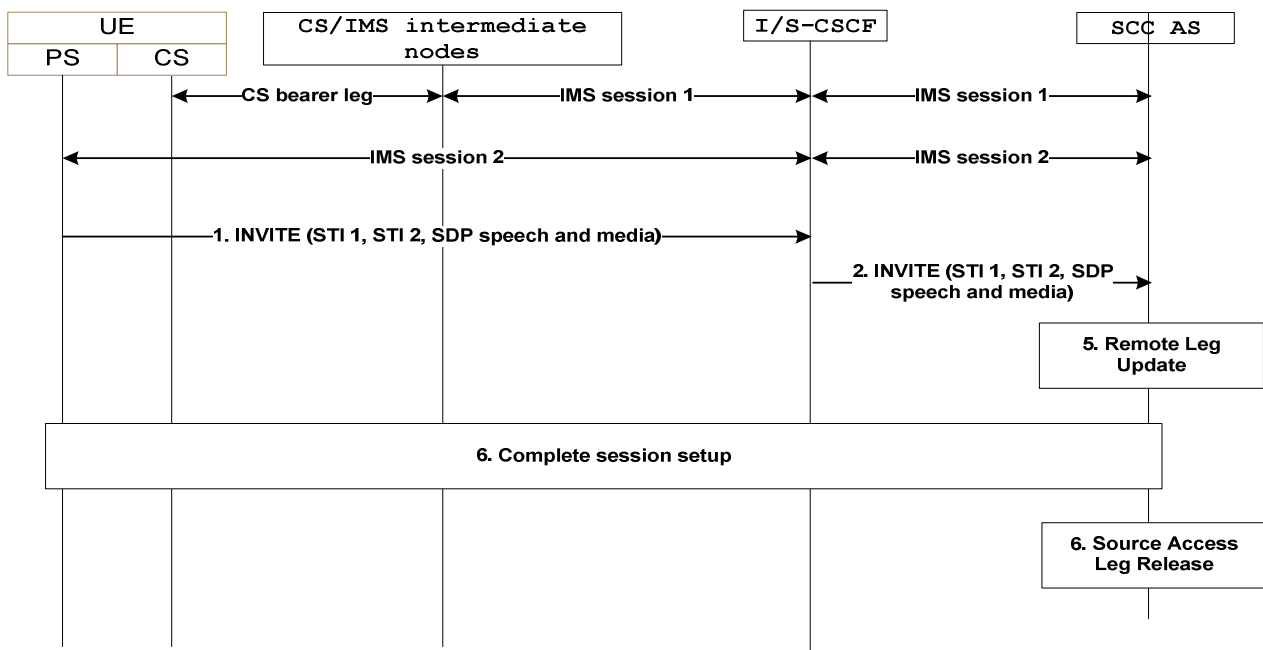 UE
PS
CS
CS/IMS intermediate
nodes
I/S-CSCF
SCC AS
CS bearer leg
IMS session 1
IMS session 1
IMS session 2
IMS session 2
1. INVITE (STI 1, STI 2, SDP speech and media)
2. INVITE (STI 1, STI 2, SDP
speech and media)
5. Remote Leg
Update
6. Complete session setup
6. Source Access
Leg Release